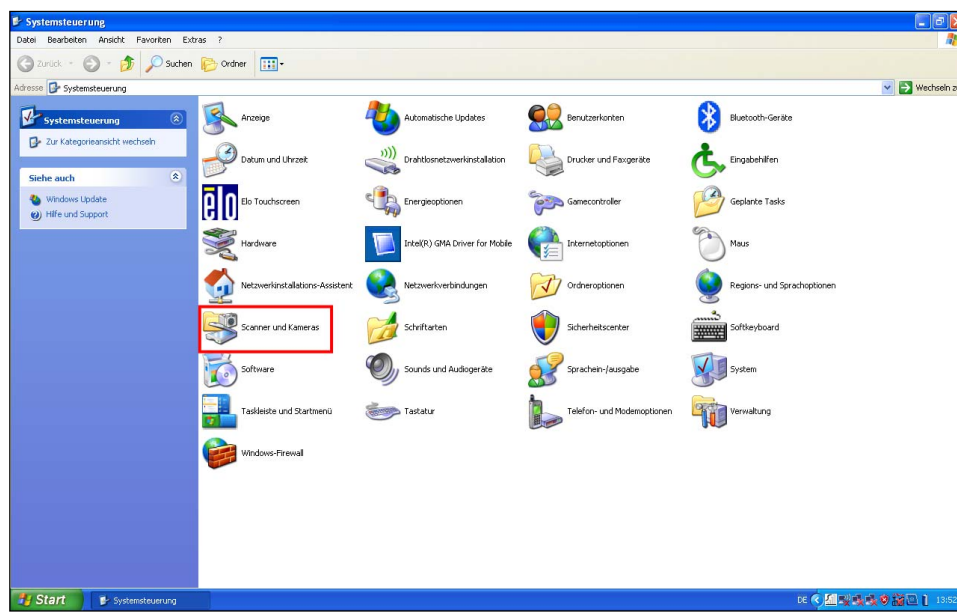 Systemsteuerung
Datei Bearbeiten Ansicht Favoriten Extras ?
Zurück Suchen Ordner
Adresse Systemsteuerung Wechseln
Systemsteuerung
Zur Kategorieansicht wechseln
Siehe auch
Windows Update
Hilfe und Support
Anzeige Automatische Updates Benutzerkonten Bluetooth-Geräte
Datum und Uhrzeit Drahtlosnetzwerkinstallation Drucker und Faxgeräte Eingabehilfen
elo Elo Touchscreen Energieoptionen Gamecontroller Geplante Tasks
Hardware Intel(R) GMA Driver for Mobile Internetoptionen Maus
Netzwerkinstallations-Assistent Netzwerkverbindungen Ordneroptionen Regions- und Sprachoptionen
Scanner und Kameras Schriftarten Sicherheitscenter Softkeyboard
Software Sounds und Audiogeräte Sprachein-/ausgabe System
Taskleiste und Startmenü Tastatur Telefon- und Modemoptionen Verwaltung
Windows-Firewall
Start Systemsteuerung DE 13:52